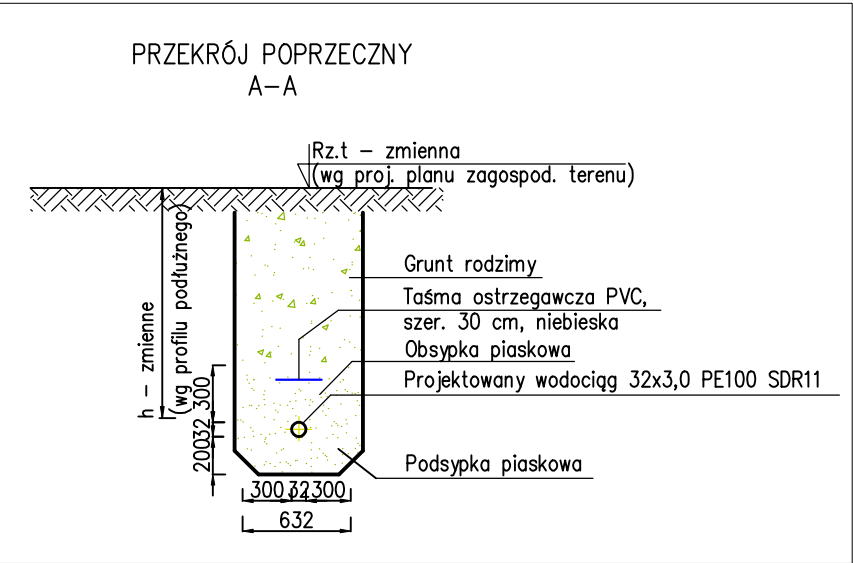 PRZEKRÓJ POPRZECZNY
A-A
Rz.t - zmienna
(wg proj. planu zagospod. terenu)
Grunt rodzimy
Taśma ostrzegawcza PVC,
szer. 30 cm, niebieska
Obsypka piaskowa
Projektowany wodociąg 32x3,0 PE100 SDR11
Podsypka piaskowa
h - zmienne
(wg profilu podłużnego)
300
32
200
300
32
300
632